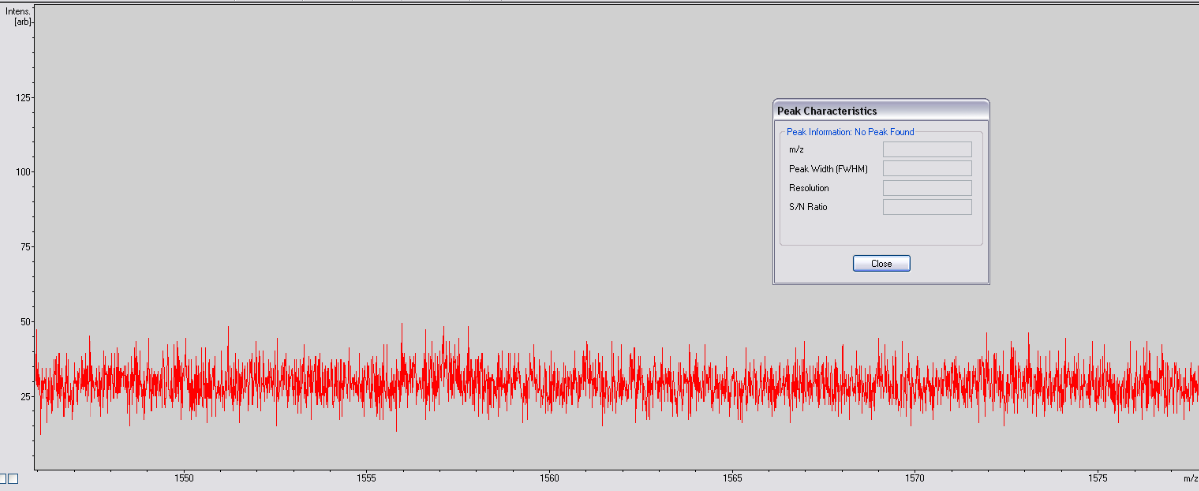 Intens.
[arb]
125
100
75
50
25
1550
1555
1560
1565
1570
1575
m/z
Peak Characteristics
Peak Information: No Peak Found
m/z
Peak Width (FWHM)
Resolution
S/N Ratio
Close